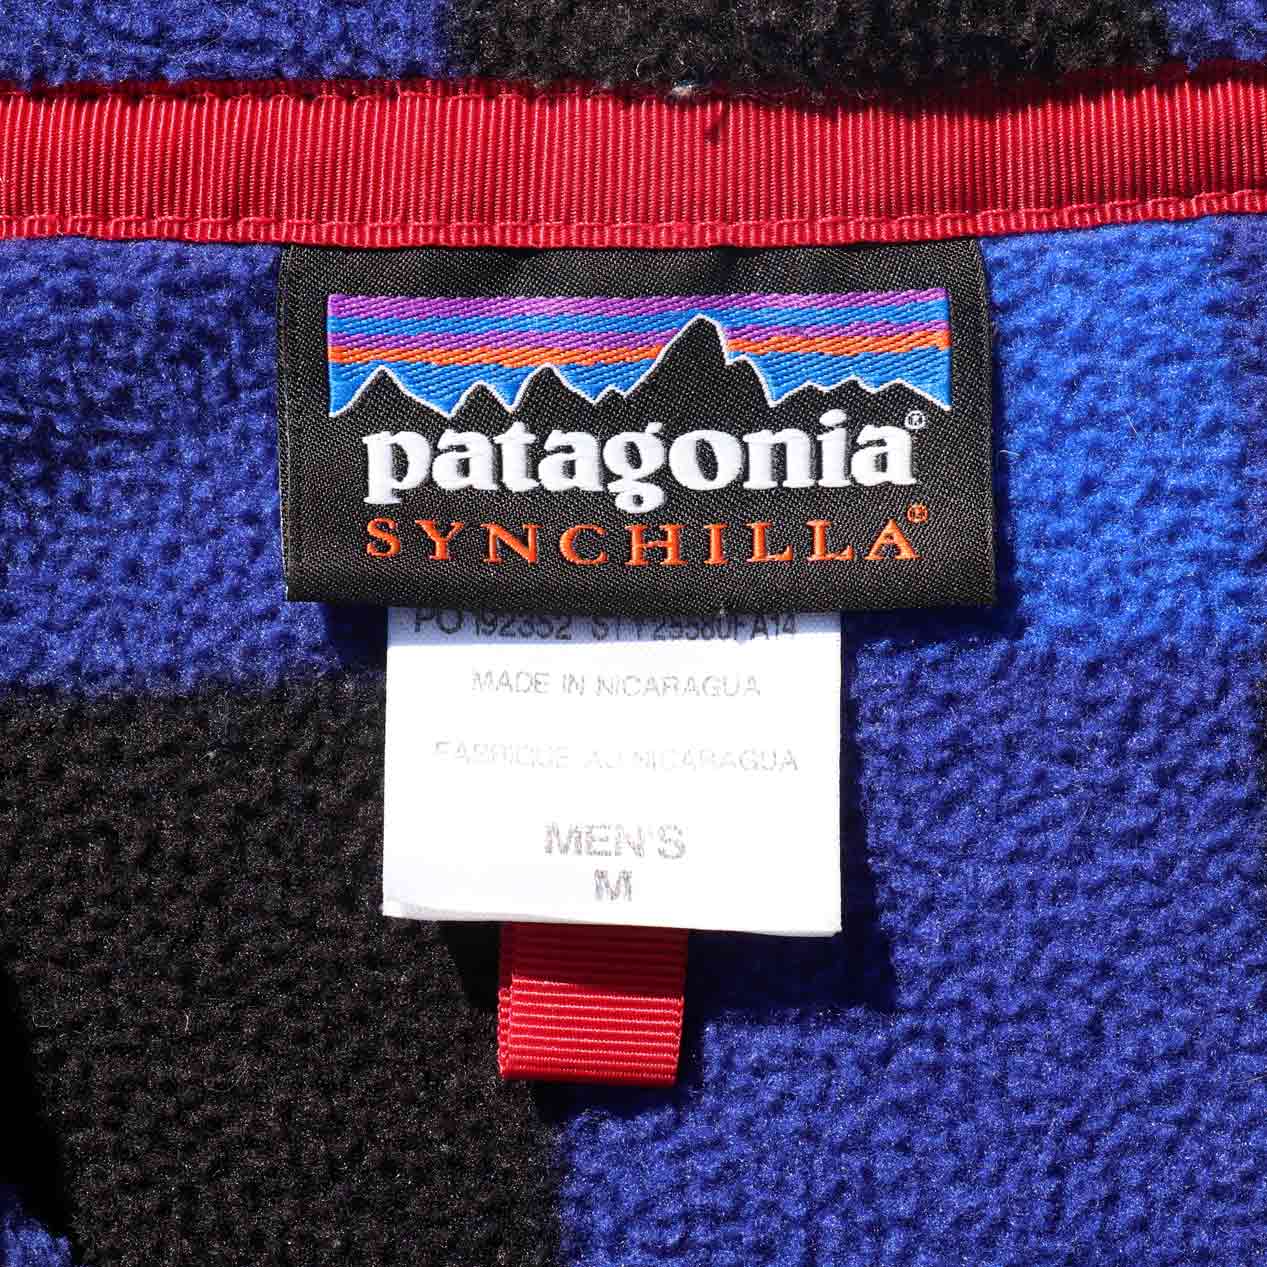 patagonia®
SYNCHILLA®
PO 192352 STY 25580FA14
MADE IN NICARAGUA
FABRIQUE AU NICARAGUA
MEN'S
M